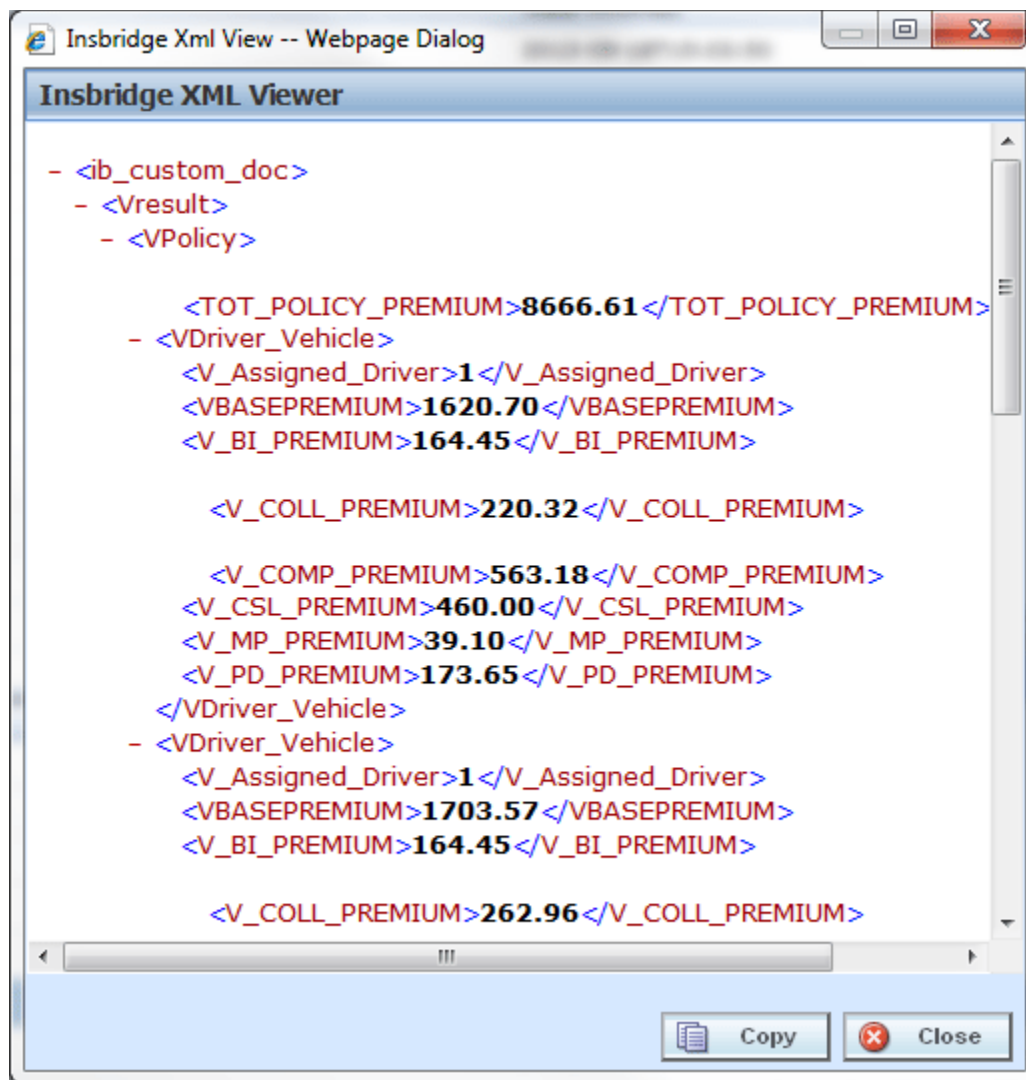 Insbridge Xml View -- Webpage Dialog
Insbridge XML Viewer
- <ib_custom_doc>
- <Vresult>
- <VPolicy>
<TOT_POLICY_PREMIUM>8666.61</TOT_POLICY_PREMIUM>
- <VDriver_Vehicle>
<V_Assigned_Driver>1</V_Assigned_Driver>
<VBASEPREMIUM>1620.70</VBASEPREMIUM>
<V_BI_PREMIUM>164.45</V_BI_PREMIUM>
<V_COLL_PREMIUM>220.32</V_COLL_PREMIUM>
<V_COMP_PREMIUM>563.18</V_COMP_PREMIUM>
<V_CSL_PREMIUM>460.00</V_CSL_PREMIUM>
<V_MP_PREMIUM>39.10</V_MP_PREMIUM>
<V_PD_PREMIUM>173.65</V_PD_PREMIUM>
</VDriver_Vehicle>
- <VDriver_Vehicle>
<V_Assigned_Driver>1</V_Assigned_Driver>
<VBASEPREMIUM>1703.57</VBASEPREMIUM>
<V_BI_PREMIUM>164.45</V_BI_PREMIUM>
<V_COLL_PREMIUM>262.96</V_COLL_PREMIUM>
Copy
Close